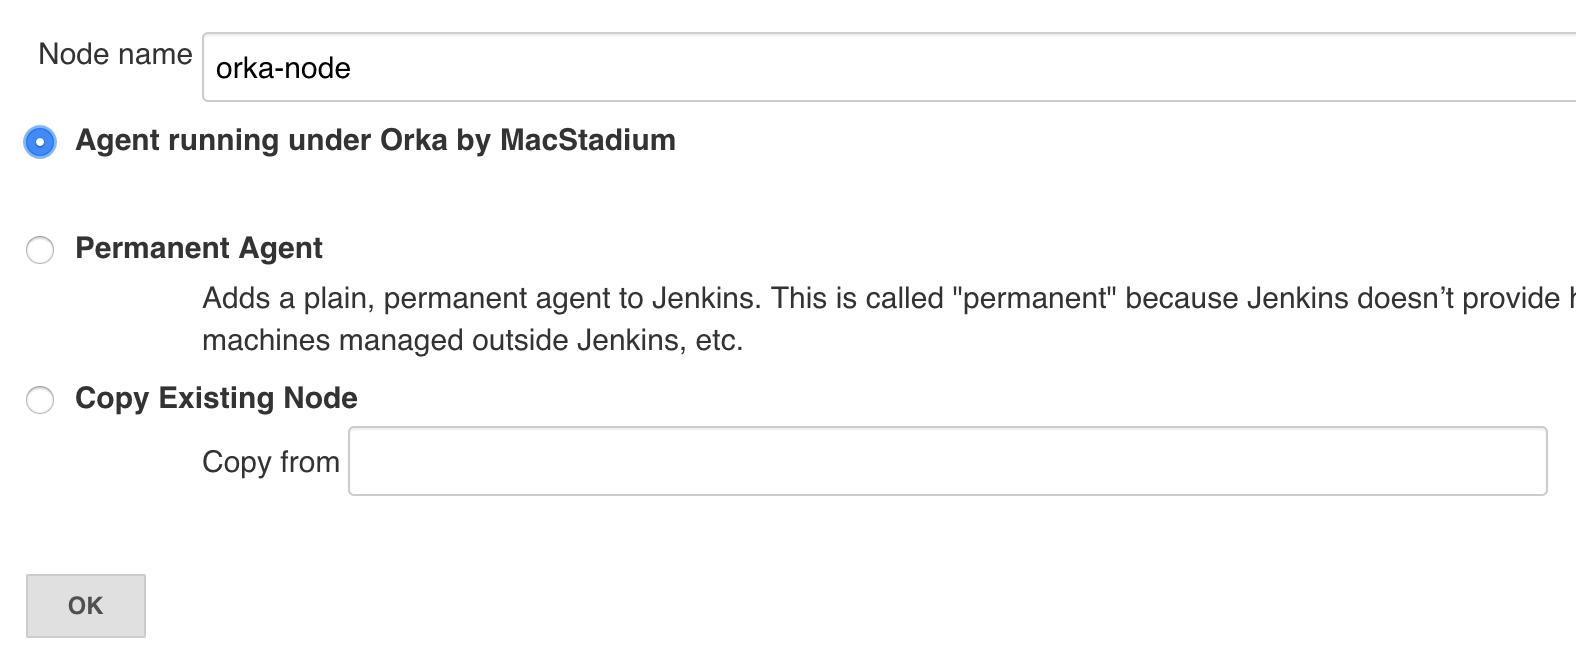 Node name
orka-node
Agent running under Orka by MacStadium
Permanent Agent
Adds a plain, permanent agent to Jenkins. This is called "permanent" because Jenkins doesn’t provide
machines managed outside Jenkins, etc.
Copy Existing Node
Copy from
OK